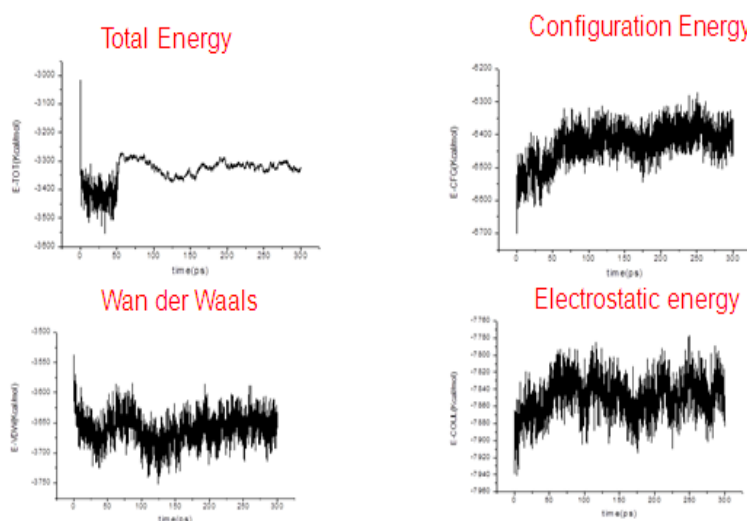 Total Energy
-3000
-3100
-3200
-3300
-3400
-3500
-3600
E-TOT(Kcal/mol)
0 50 100 150 200 250 300
time(ps)
Configuration Energy
-6200
-6300
-6400
-6500
-6600
-6700
E-CFG(Kcal/mol)
0 50 100 150 200 250 300
time(ps)
Wan der Waals
-3500
-3550
-3600
-3650
-3700
-3750
E-VDW(Kcal/mol)
0 50 100 150 200 250 300
time(ps)
Electrostatic energy
-7760
-7780
-7800
-7820
-7840
-7860
-7880
-7900
-7920
-7940
-7960
E-COUL(Kcal/mol)
0 50 100 150 200 250 300
time(ps)